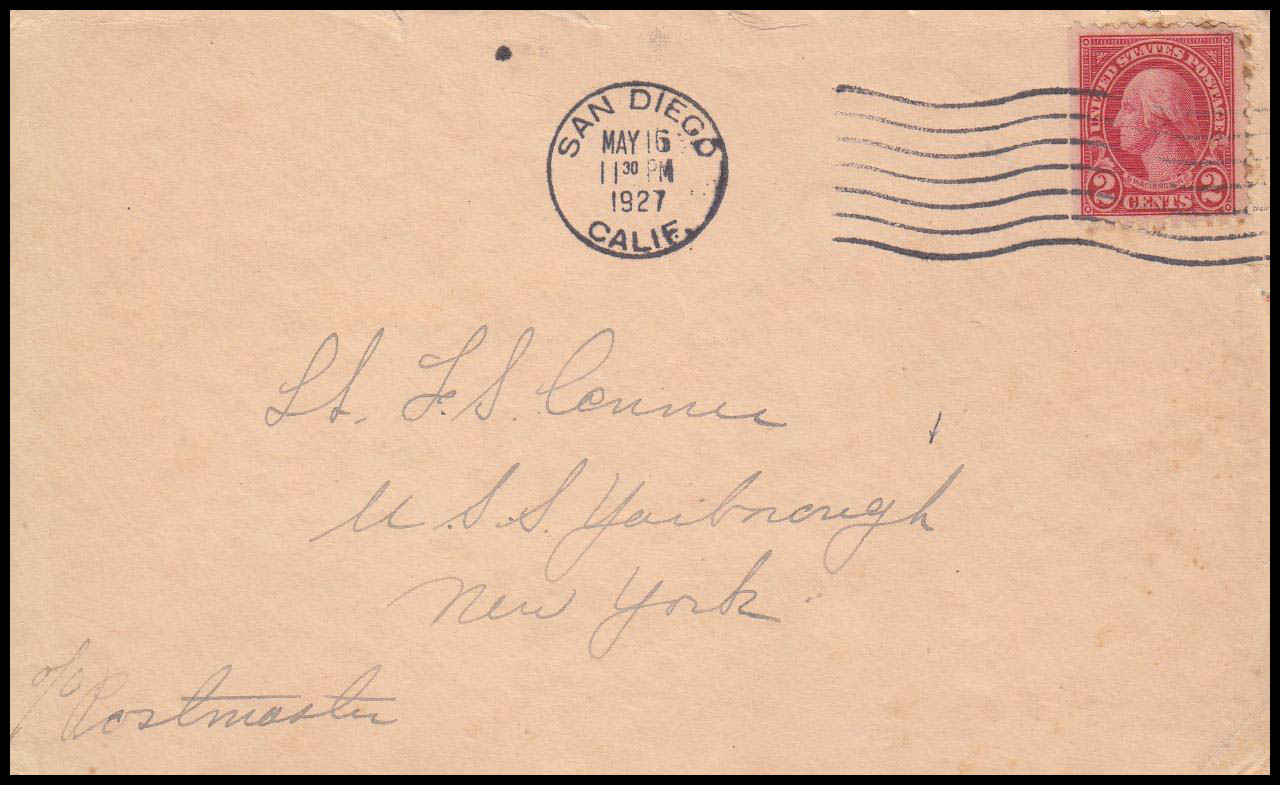 SAN DIEGO
MAY 16
11 30 PM
1927
CALIF.
UNITED STATES POSTAGE
WASHINGTON
2 CENTS 2
Lt. F. S. Conner
U.S.S. Yarborough
New York
c/o Postmaster